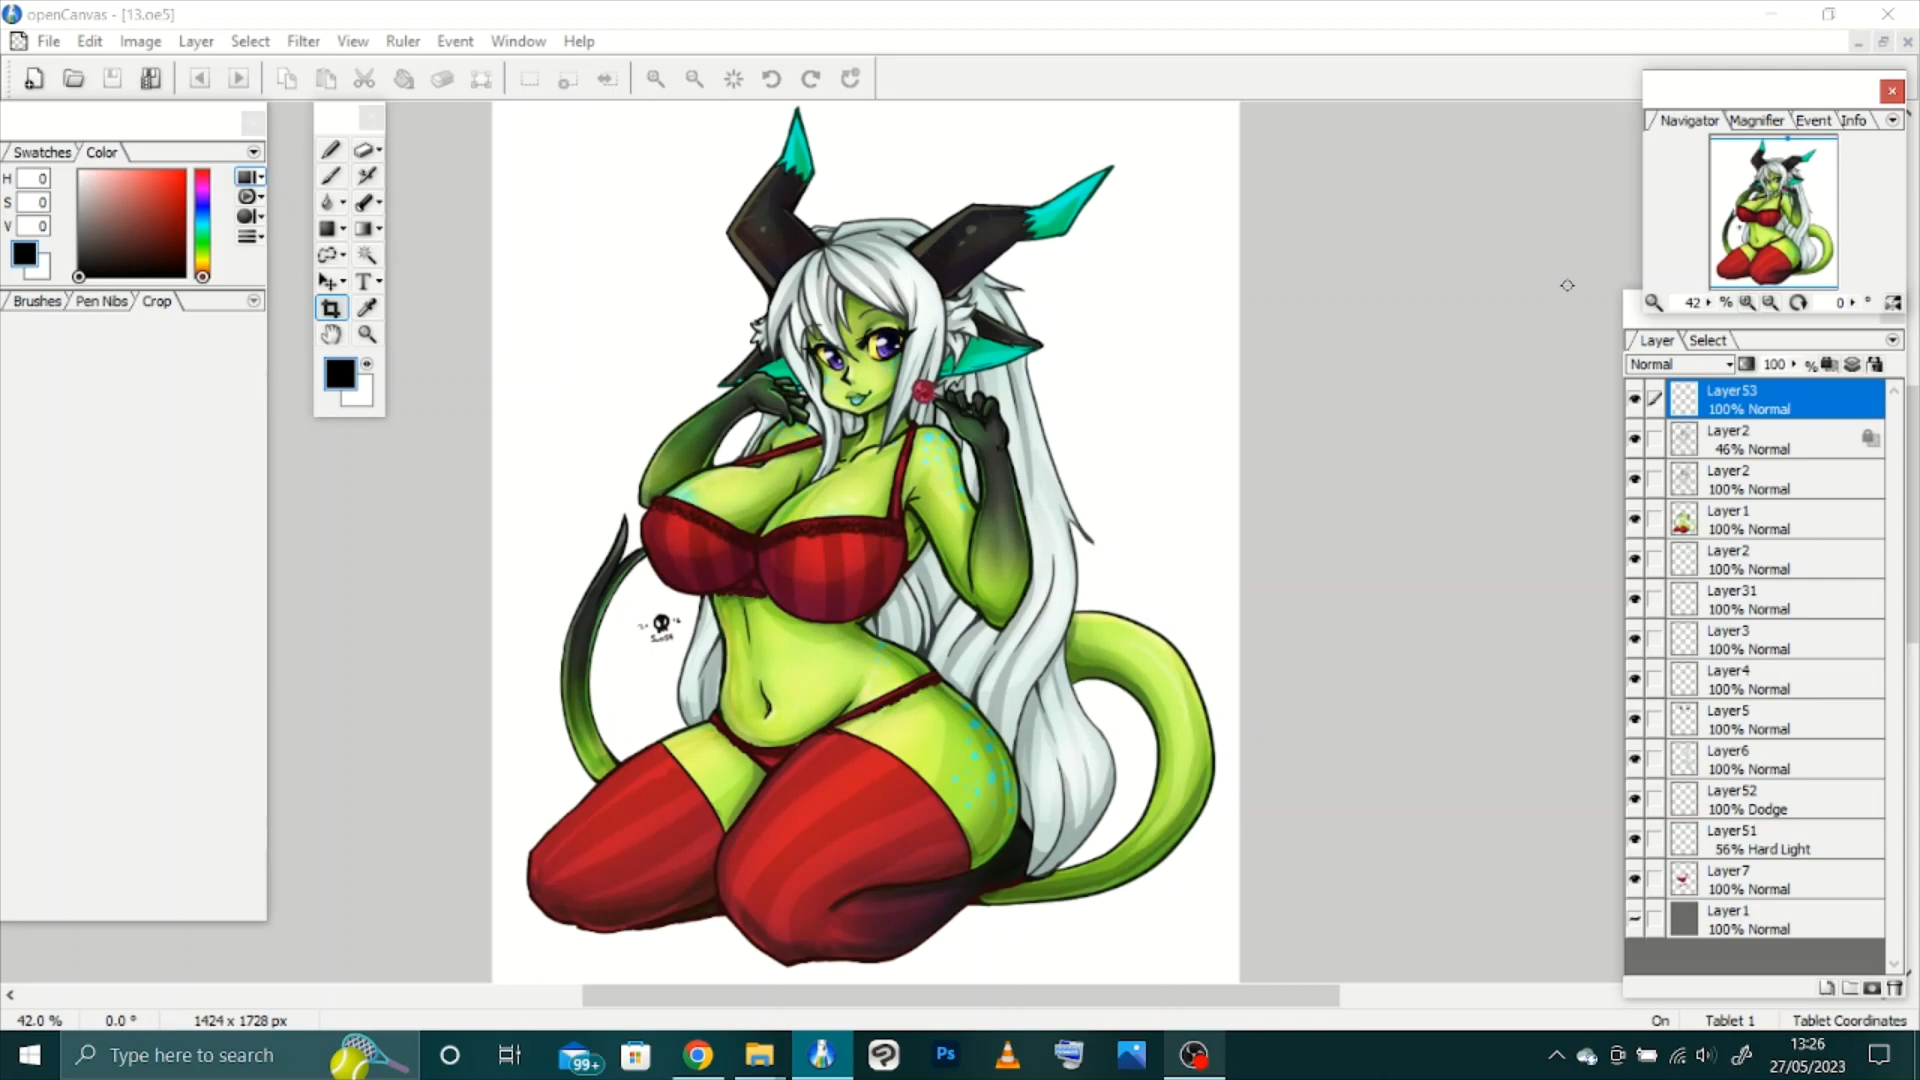 openCanvas - [13.oe5]
File Edit Image Layer Select Filter View Ruler Event Window Help
Swatches Color
H 0
S 0
V 0
Brushes Pen Nibs Crop
T
Navigator Magnifier Event Info
42 % 0 °
Layer Select
Normal 100 %
Layer53
100% Normal
Layer2
46% Normal
Layer2
100% Normal
Layer1
100% Normal
Layer2
100% Normal
Layer31
100% Normal
Layer3
100% Normal
Layer4
100% Normal
Layer5
100% Normal
Layer6
100% Normal
Layer52
100% Dodge
Layer51
56% Hard Light
Layer7
100% Normal
Layer1
100% Normal
42.0 % 0.0 ° 1424 x 1728 px On Tablet 1 Tablet Coordinates
Type here to search 99+ Ps 13:26
27/05/2023